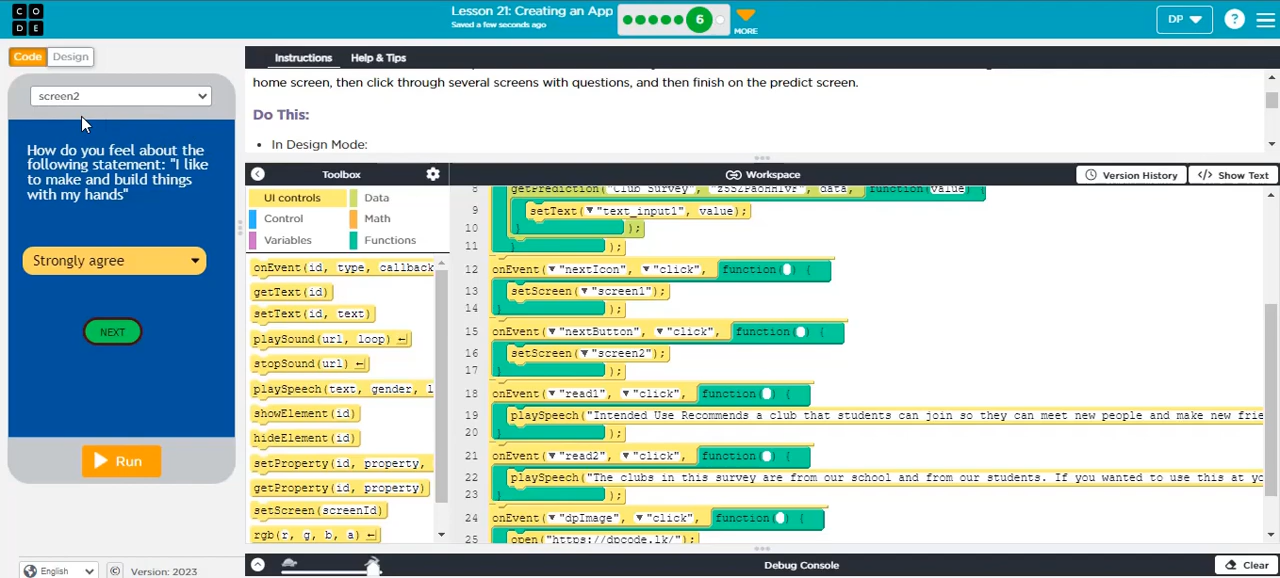 C O
D E
Lesson 21: Creating an App
Saved a few seconds ago
6
MORE
DP
?
Code
Design
Instructions
Help & Tips
home screen, then click through several screens with questions, and then finish on the predict screen.
Do This:
• In Design Mode:
screen2
How do you feel about the
following statement: "I like
to make and build things
with my hands"
Strongly agree
NEXT
Run
English
©
Version: 2023
Toolbox
UI controls
Data
Control
Math
Variables
Functions
onEvent(id, type, callback
getText(id)
setText(id, text)
playSound(url, loop)
stopSound(url)
playSpeech(text, gender, l
showElement(id)
hideElement(id)
setProperty(id, property,
getProperty(id, property)
setScreen(screenId)
rgb(r, g, b, a)
Workspace
Version History
</> Show Text
8 getPrediction("Club Survey", data, function(value)
9 setText(▼"text_input1", value);
10 } );
11 } );
12 onEvent(▼"nextIcon", ▼"click", function( ) {
13 setScreen(▼"screen1");
14 } );
15 onEvent(▼"nextButton", ▼"click", function( ) {
16 setScreen(▼"screen2");
17 } );
18 onEvent(▼"read1", ▼"click", function( ) {
19 playSpeech("Intended Use Recommends a club that students can join so they can meet new people and make new frie
20 } );
21 onEvent(▼"read2", ▼"click", function( ) {
22 playSpeech("The clubs in this survey are from our school and from our students. If you wanted to use this at yo
23 } );
24 onEvent(▼"dpImage", ▼"click", function( ) {
25 open("https://dpcode.lk/");
Debug Console
Clear